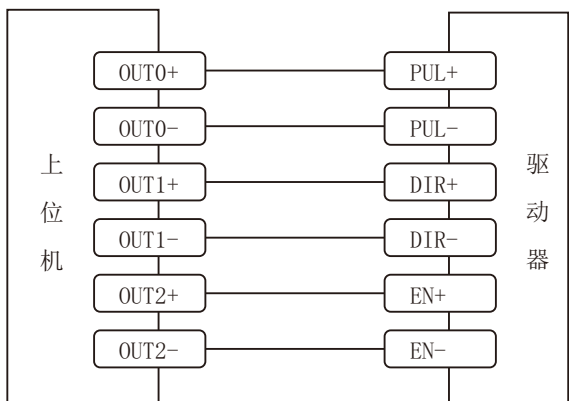 上位机
OUT0+ PUL+
OUT0- PUL-
OUT1+ DIR+
OUT1- DIR-
OUT2+ EN+
OUT2- EN-
驱动器